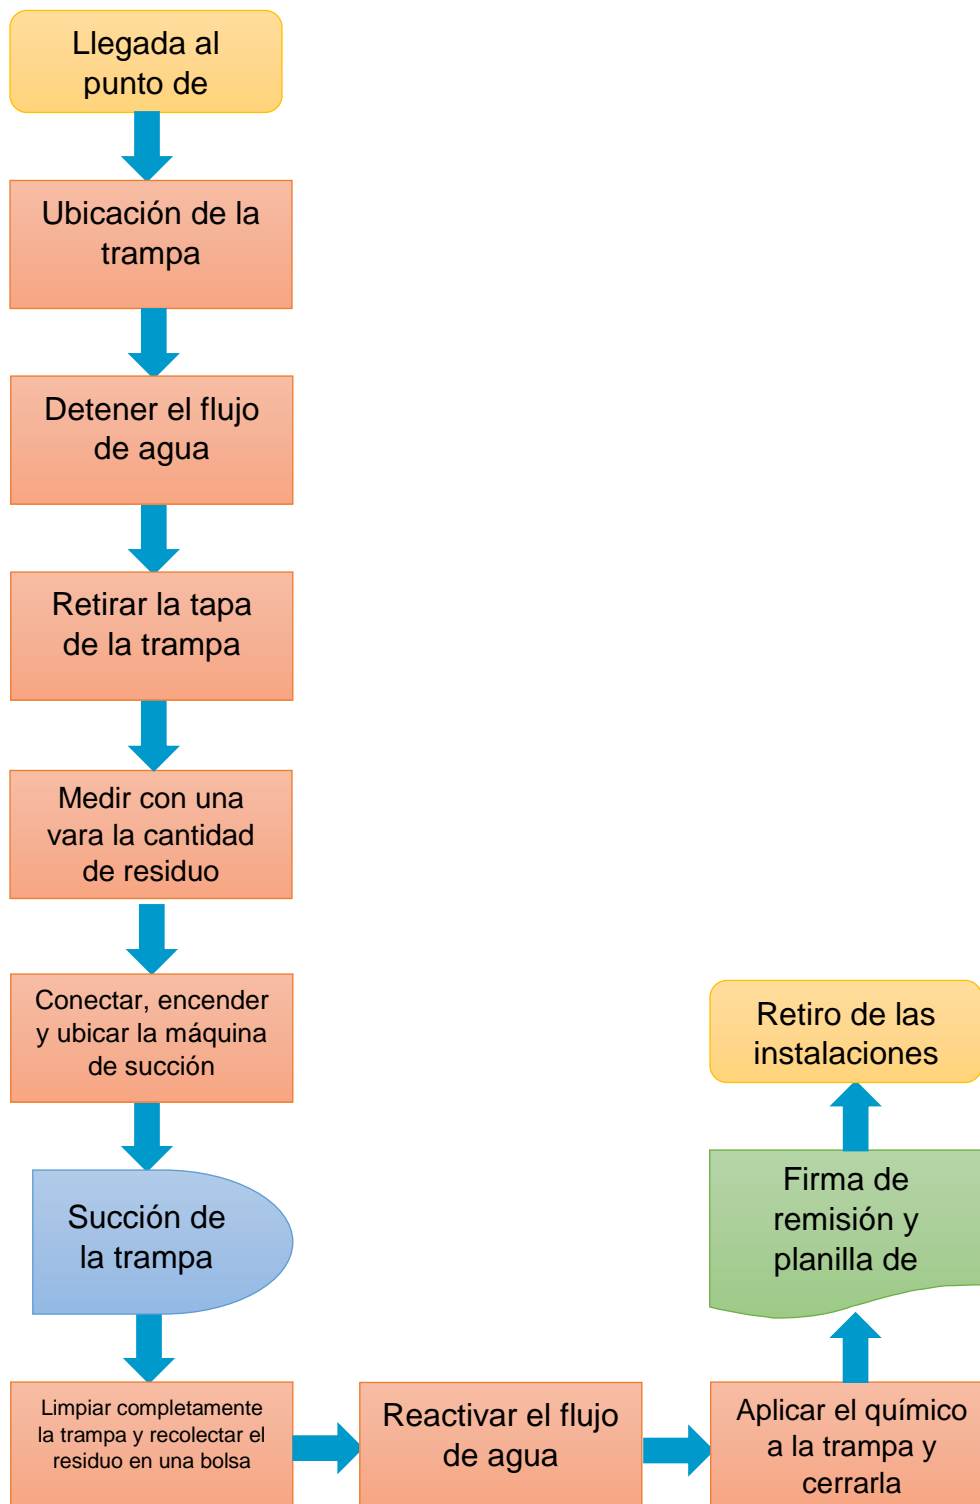 Llegada al
punto de
Ubicación de la
trampa
Detener el flujo
de agua
Retirar la tapa
de la trampa
Medir con una
vara la cantidad
de residuo
Conectar, encender
y ubicar la máquina
de succión
Succión de
la trampa
Limpiar completamente
la trampa y recolectar el
residuo en una bolsa
Reactivar el flujo
de agua
Aplicar el químico
a la trampa y
cerrarla
Firma de
remisión y
planilla de
Retiro de las
instalaciones